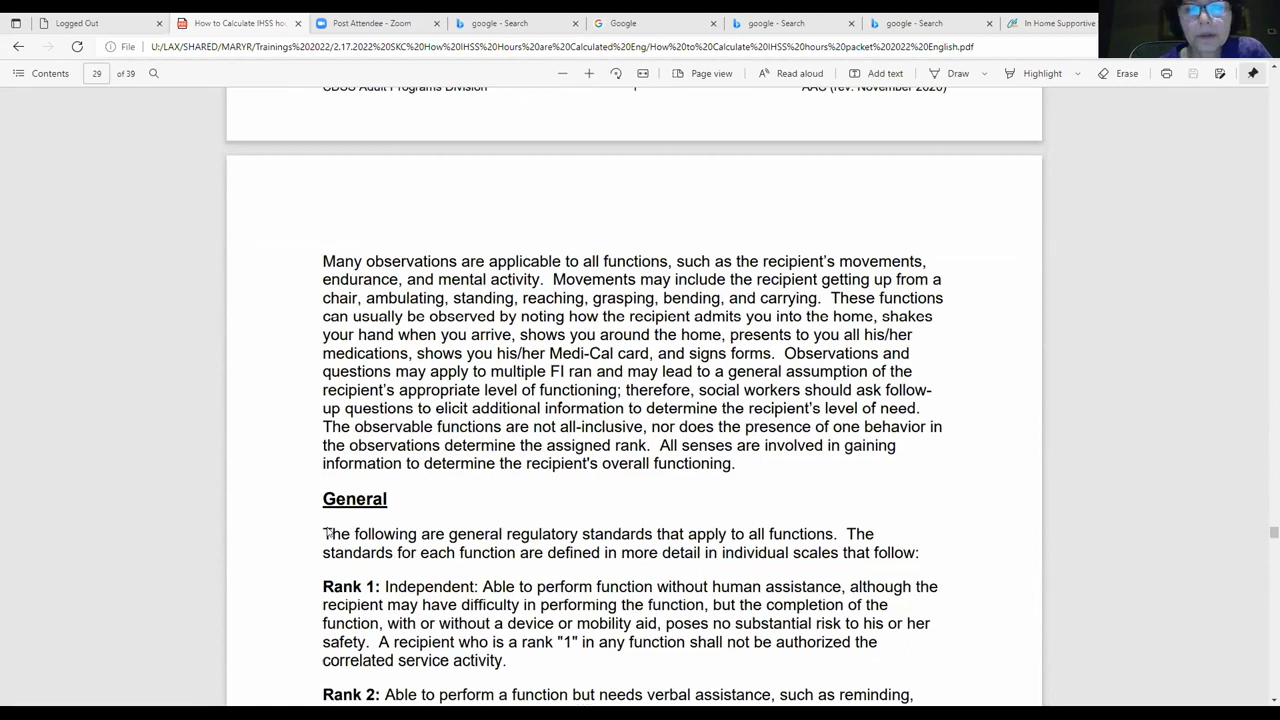 Logged Out
How to Calculate IHSS ho
Post Attendee - Zoom
google - Search
Google
google - Search
google - Search
In Home Supportive
File
U:/LAX/SHARED/MARYR/Trainings%202022/2.17.2022%20SKC%20How%20IHSS%20Hours%20are%20Calculated%20Eng/How%20to%20Calculate%20IHSS%20hours%20packet%202022%20English.pdf
Contents
29 of 39
Page view
Read aloud
Add text
Draw
Highlight
Erase
CDSS Adult Programs Division 1 AAC (rev. November 2020)
Many observations are applicable to all functions, such as the recipient's movements,
endurance, and mental activity. Movements may include the recipient getting up from a
chair, ambulating, standing, reaching, grasping, bending, and carrying. These functions
can usually be observed by noting how the recipient admits you into the home, shakes
your hand when you arrive, shows you around the home, presents to you all his/her
medications, shows you his/her Medi-Cal card, and signs forms. Observations and
questions may apply to multiple FI ran and may lead to a general assumption of the
recipient's appropriate level of functioning; therefore, social workers should ask follow-
up questions to elicit additional information to determine the recipient's level of need.
The observable functions are not all-inclusive, nor does the presence of one behavior in
the observations determine the assigned rank. All senses are involved in gaining
information to determine the recipient's overall functioning.
General
The following are general regulatory standards that apply to all functions. The
standards for each function are defined in more detail in individual scales that follow:
Rank 1: Independent: Able to perform function without human assistance, although the
recipient may have difficulty in performing the function, but the completion of the
function, with or without a device or mobility aid, poses no substantial risk to his or her
safety. A recipient who is a rank "1" in any function shall not be authorized the
correlated service activity.
Rank 2: Able to perform a function but needs verbal assistance, such as reminding,